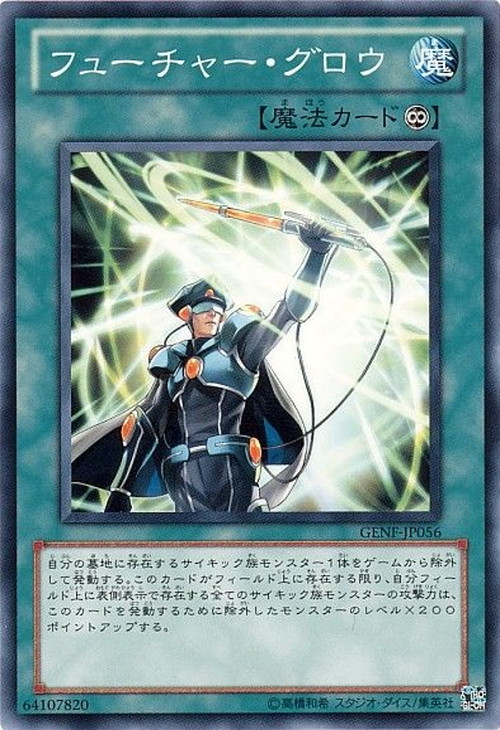 フューチャー・グロウ
魔
【魔法カード】
GENF-JP056
自分の墓地に存在するサイキック族モンスター1体をゲームから除外
して発動する。このカードがフィールド上に存在する限り、自分フィー
ルド上に表側表示で存在する全てのサイキック族モンスターの攻撃力は、
このカードを発動するために除外したモンスターのレベル×200
ポイントアップする。
64107820
©高橋和希 スタジオ・ダイス/集英社